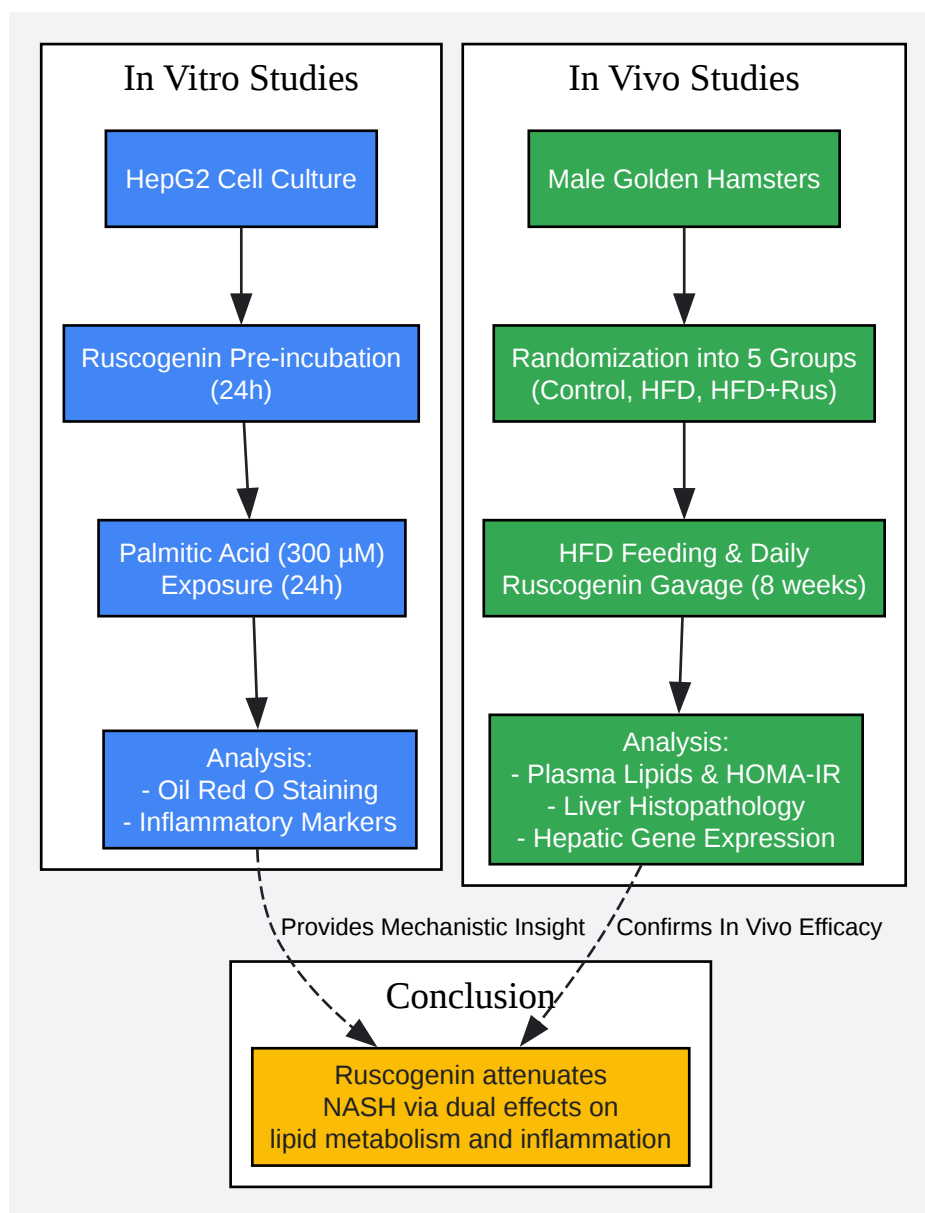 In Vitro Studies
HepG2 Cell Culture
Ruscogenin Pre-incubation
(24h)
Palmitic Acid (300 µM)
Exposure (24h)
Analysis:
- Oil Red O Staining
- Inflammatory Markers
In Vivo Studies
Male Golden Hamsters
Randomization into 5 Groups
(Control, HFD, HFD+Rus)
HFD Feeding & Daily
Ruscogenin Gavage (8 weeks)
Analysis:
- Plasma Lipids & HOMA-IR
- Liver Histopathology
- Hepatic Gene Expression
Provides Mechanistic Insight
Confirms In Vivo Efficacy
Conclusion
Ruscogenin attenuates
NASH via dual effects on
lipid metabolism and inflammation